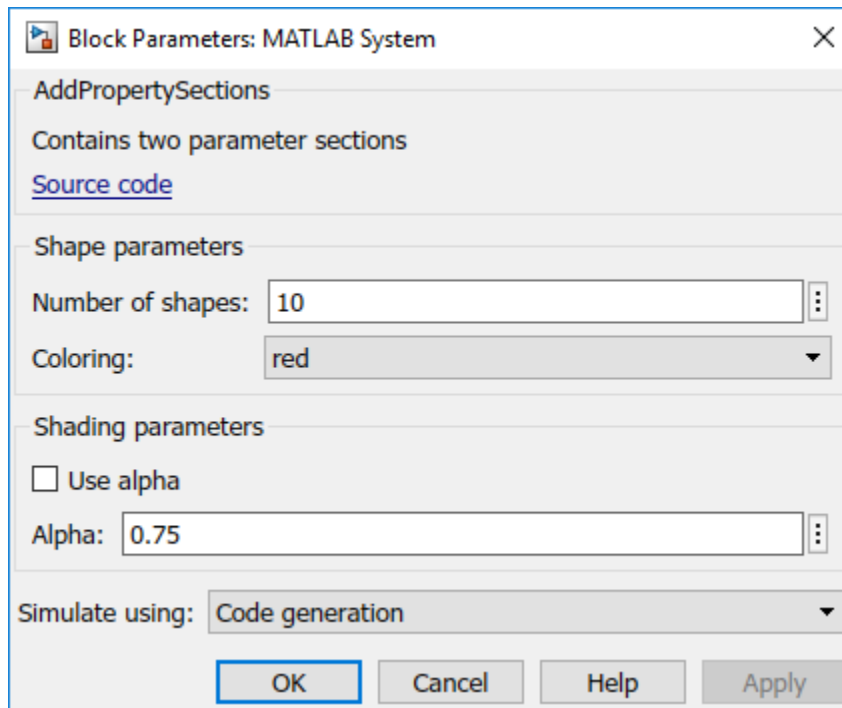 Block Parameters: MATLAB System
AddPropertySections
Contains two parameter sections
Source code
Shape parameters
Number of shapes: 10
Coloring: red
Shading parameters
Use alpha
Alpha: 0.75
Simulate using: Code generation
OK Cancel Help Apply